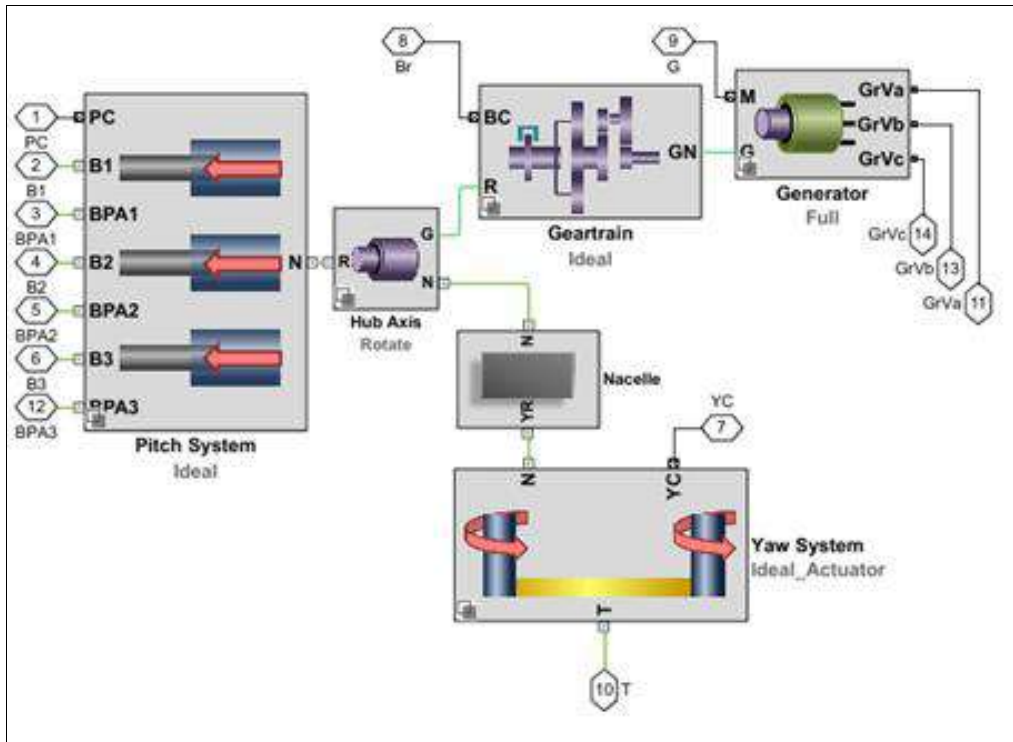 8
Br
9
G
1
PC
PC
2
B1
B1
3
BPA1
BPA1
4
B2
B2
5
BPA2
BPA2
6
B3
B3
12
BPA3
BPA3
N
Pitch System
Ideal
R
G
N
Hub Axis
Rotate
BC
R
GN
Geartrain
Ideal
M
G
GrVa
GrVb
GrVc
Generator
Full
14
GrVc
13
GrVb
11
GrVa
N
YR
Nacelle
YC
7
N
YC
T
Yaw System
Ideal_Actuator
10
T